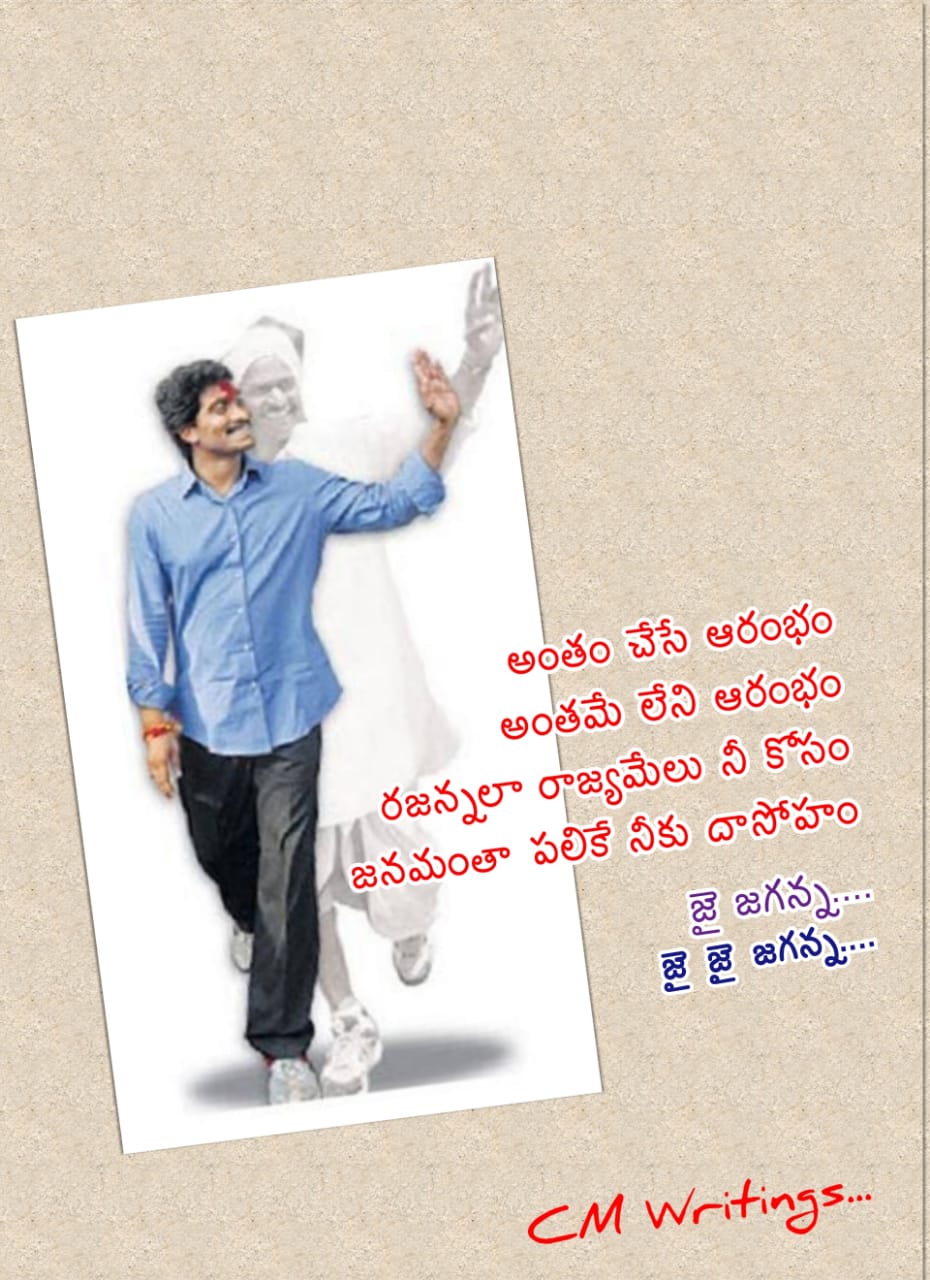 అంతం చేసే ఆరంభం
అంతమే లేని ఆరంభం
రజన్నలా రాజ్యమేలు నీ కోసం
జనమంతా పలికే నీకు దాసోహం
జై జగన్న....
జై జై జగన్న....
CM Writings...